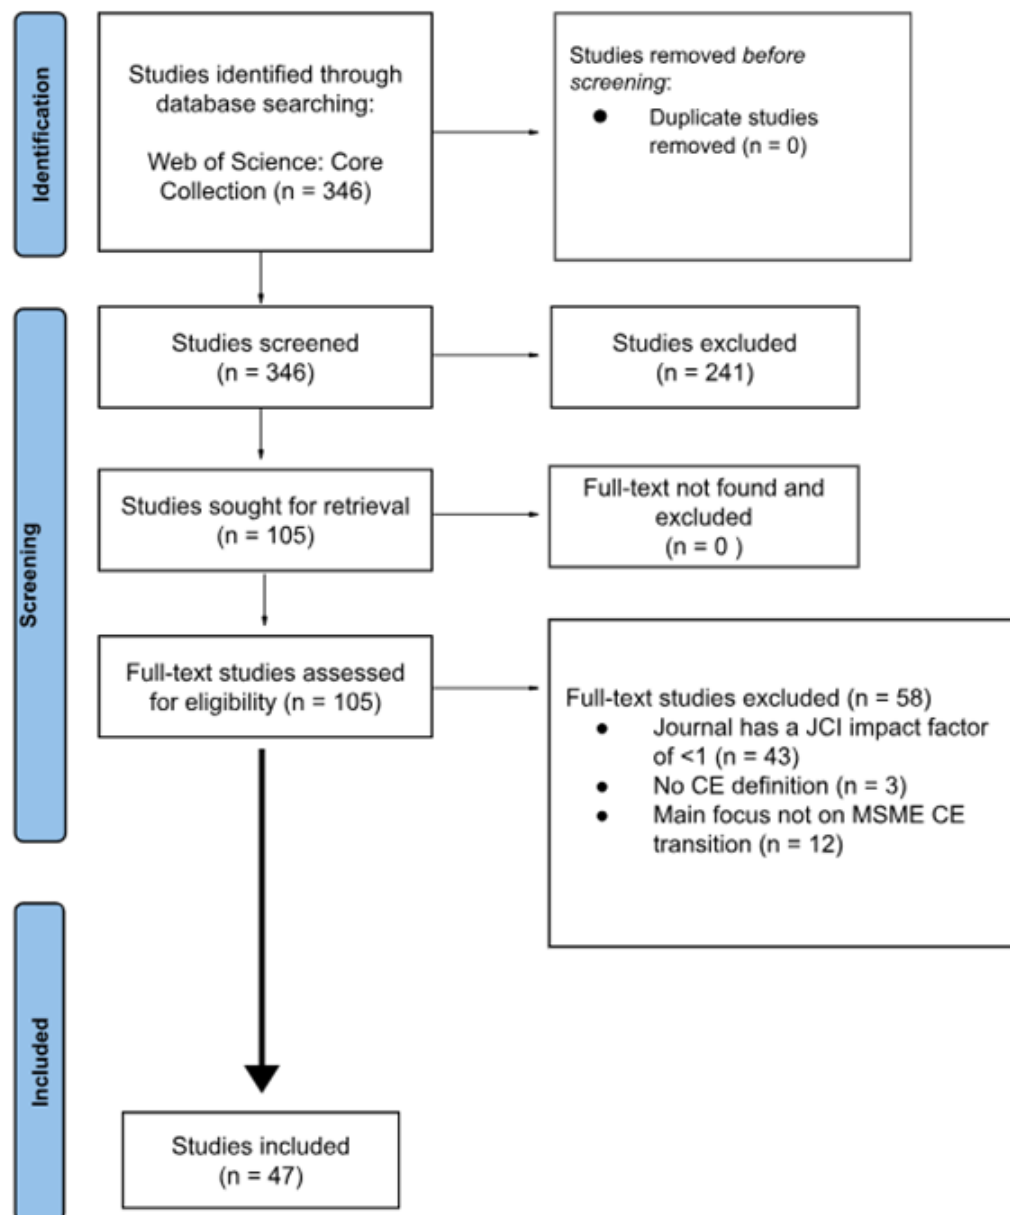 Identification
Studies identified through
database searching:
Web of Science: Core
Collection (n = 346)
Studies removed before
screening:
● Duplicate studies
removed (n = 0)
Screening
Studies screened
(n = 346)
Studies excluded
(n = 241)
Studies sought for retrieval
(n = 105)
Full-text not found and
excluded
(n = 0 )
Full-text studies assessed
for eligibility (n = 105)
Full-text studies excluded (n = 58)
● Journal has a JCI impact factor
of <1 (n = 43)
● No CE definition (n = 3)
● Main focus not on MSME CE
transition (n = 12)
Included
Studies included
(n = 47)